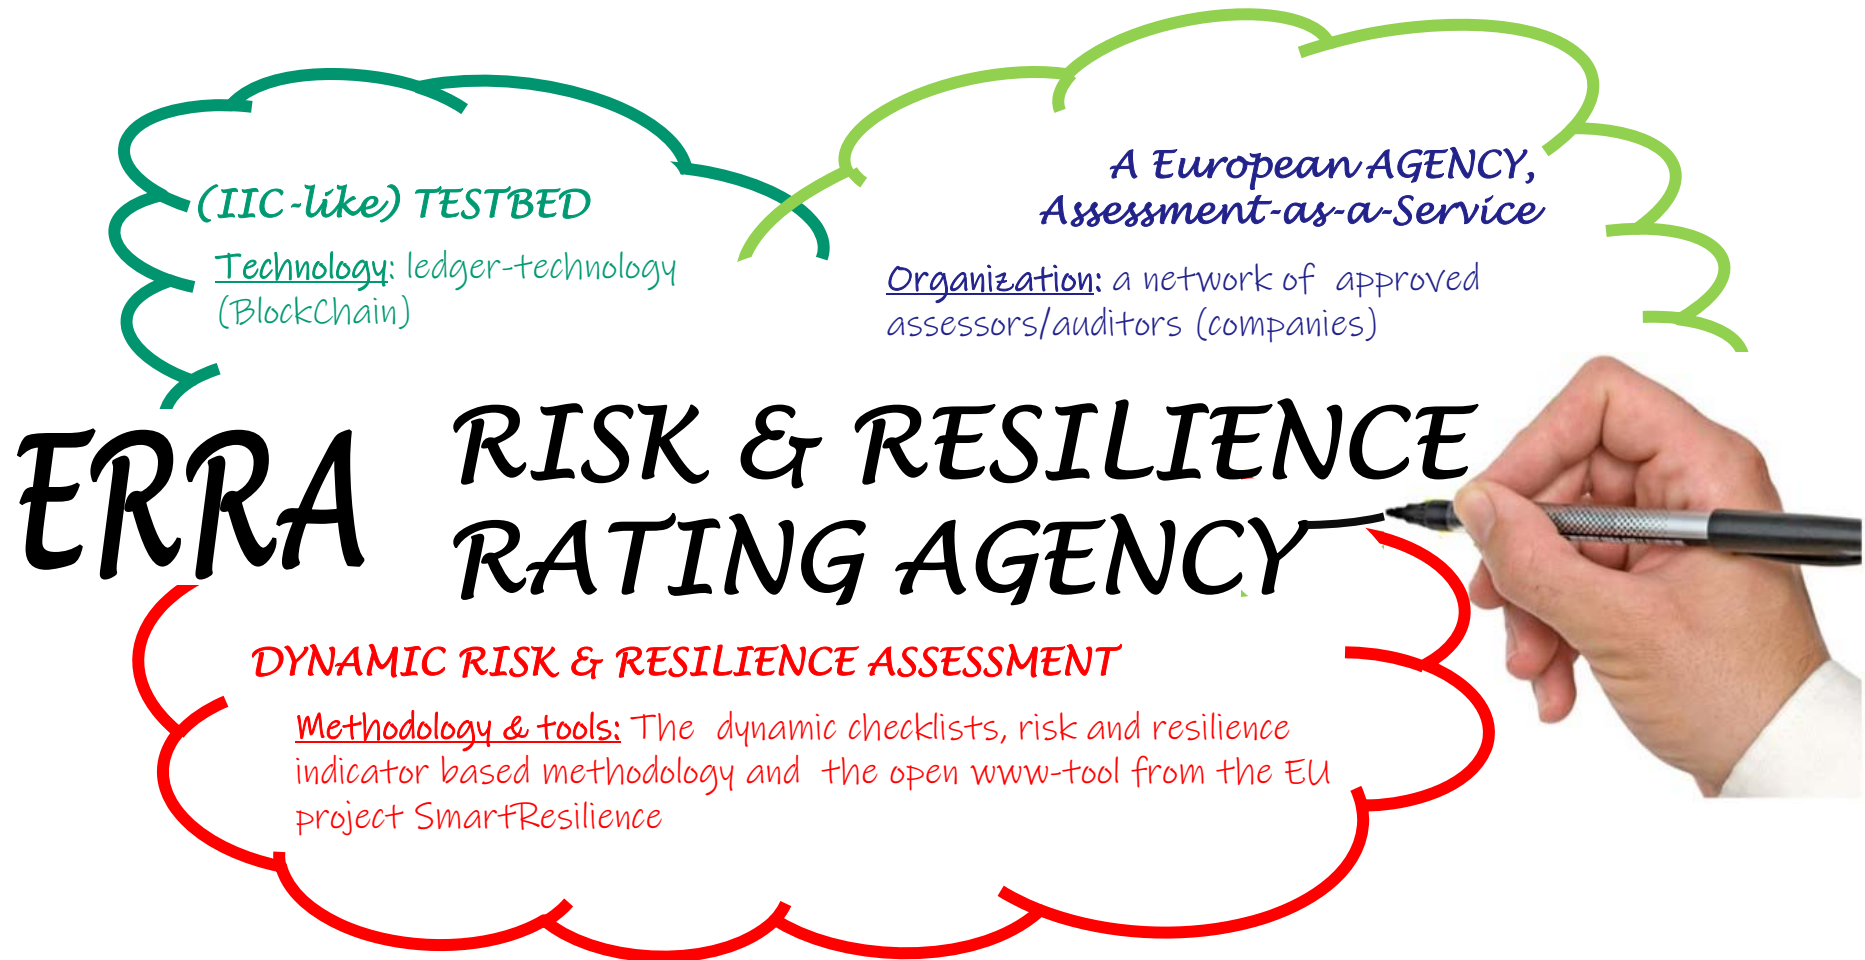 (IIC-like) TESTBED
Technology: ledger-technology
(BlockChain)
A European AGENCY,
Assessment-as-a-Service
Organization: a network of approved
assessors/auditors (companies)
ERRA
RISK & RESILIENCE
RATING AGENCY
DYNAMIC RISK & RESILIENCE ASSESSMENT
Methodology & tools: The dynamic checklists, risk and resilience
indicator based methodology and the open www-tool from the EU
project SmartResilience